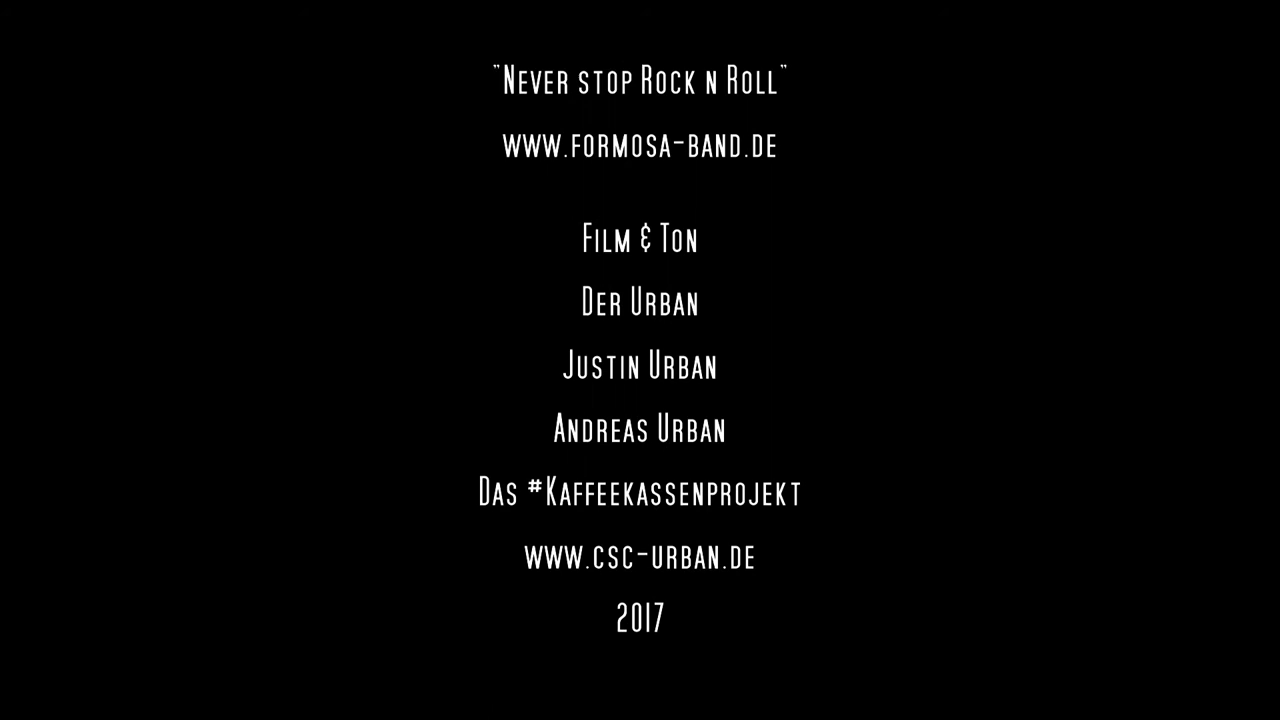 "Never stop Rock n Roll"
www.formosa-band.de
Film & Ton
Der Urban
Justin Urban
Andreas Urban
Das #Kaffeekassenprojekt
www.csc-urban.de
2017